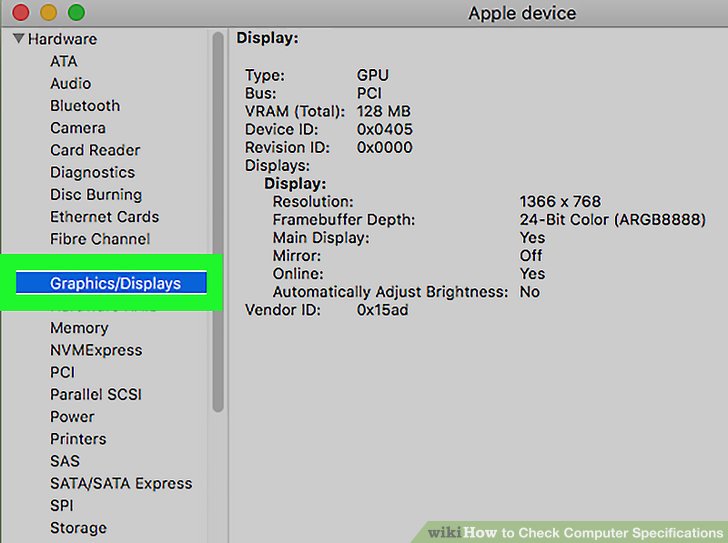 Apple device
Hardware
ATA
Audio
Bluetooth
Camera
Card Reader
Diagnostics
Disc Burning
Ethernet Cards
Fibre Channel
Graphics/Displays
Memory
NVMExpress
PCI
Parallel SCSI
Power
Printers
SAS
SATA/SATA Express
SPI
Storage
Display:
Type: GPU
Bus: PCI
VRAM (Total): 128 MB
Device ID: 0x0405
Revision ID: 0x0000
Displays:
Display:
Resolution: 1366 x 768
Framebuffer Depth: 24-Bit Color (ARGB8888)
Main Display: Yes
Mirror: Off
Online: Yes
Automatically Adjust Brightness: No
Vendor ID: 0x15ad
wikiHow to Check Computer Specifications